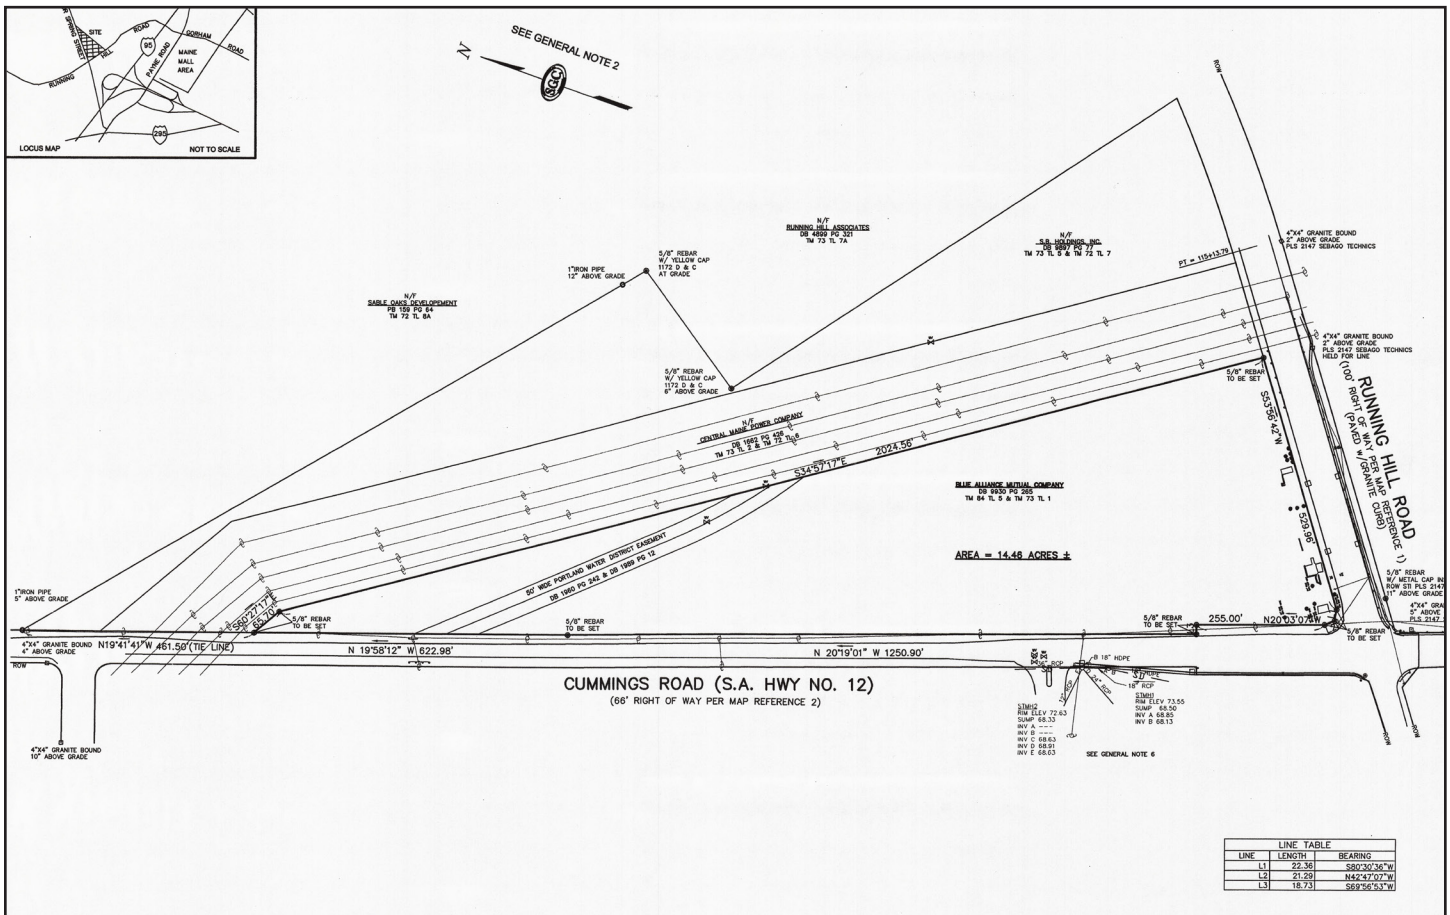 SITE
ROAD
GORHAM
ROAD
HILL
RUNNING
95
PAYNE ROAD
MAINE
MALL
AREA
295
LOCUS MAP
NOT TO SCALE
N
SEE GENERAL NOTE 2
SGC
ROW
N/F
RUNNING HILL ASSOCIATES
DB 4899 PG 321
TM 73 TL 7A
N/F
S.B. HOLDINGS, INC.
DB 9897 PG 77
TM 73 TL 5 & TM 72 TL 7
4"X4" GRANITE BOUND
2" ABOVE GRADE
PLS 2147 SEBAGO TECHNICS
PT = 115+13.79
5/8" REBAR
W/ YELLOW CAP
1172 D & C
AT GRADE
1"IRON PIPE
12" ABOVE GRADE
N/F
SABLE OAKS DEVELOPEMENT
PB 159 PG 64
TM 72 TL 8A
4"X4" GRANITE BOUND
2" ABOVE GRADE
PLS 2147 SEBAGO TECHNICS
HELD FOR LINE
5/8" REBAR
W/ YELLOW CAP
1172 D & C
6" ABOVE GRADE
5/8" REBAR
TO BE SET
S53°56'42"W
529.96'
RUNNING HILL ROAD
(100' RIGHT OF WAY PER MAP REFERENCE 1)
(PAVED W/GRANITE CURB)
N/F
CENTRAL MAINE POWER COMPANY
DB 1662 PG 426
TM 73 TL 2 & TM 72 TL 6
S34°57'17"E 2024.56'
BLUE ALLIANCE MUTUAL COMPANY
DB 9930 PG 265
TM 84 TL 5 & TM 73 TL 1
AREA = 14.46 ACRES ±
50' WIDE PORTLAND WATER DISTRICT EASEMENT
DB 1960 PG 242 & DB 1989 PG 12
5/8" REBAR
W/ METAL CAP IN
ROW STI PLS 2147
11" ABOVE GRADE
1"IRON PIPE
5" ABOVE GRADE
S60°27'17"E
65.70'
5/8" REBAR
TO BE SET
5/8" REBAR
TO BE SET
5/8" REBAR
TO BE SET
255.00' N20°03'07"W
5/8" REBAR
TO BE SET
5" ABOVE
PLS 2147
4"X4" GRANITE BOUND
4" ABOVE GRADE
N19°41'41"W 461.50'(TIE LINE)
N 19°58'12" W 622.98'
N 20°19'01" W 1250.90'
ROW
CUMMINGS ROAD (S.A. HWY NO. 12)
(66' RIGHT OF WAY PER MAP REFERENCE 2)
B 18" HDPE
24" RCP
18" RCP
12" RCP
STMH2
RIM ELEV 72.63
SUMP 68.33
INV A ---
INV B ---
INV C 68.63
INV D 68.91
INV E 68.63
STMH1
RIM ELEV 73.55
SUMP 68.50
INV A 68.85
INV B 68.13
SEE GENERAL NOTE 6
ROW
ROW
4"X4" GRANITE BOUND
10" ABOVE GRADE
LINE TABLE
LINE LENGTH BEARING
L1 22.36 S80°30'36"W
L2 21.29 N42°47'07"W
L3 18.73 S69°56'53"W